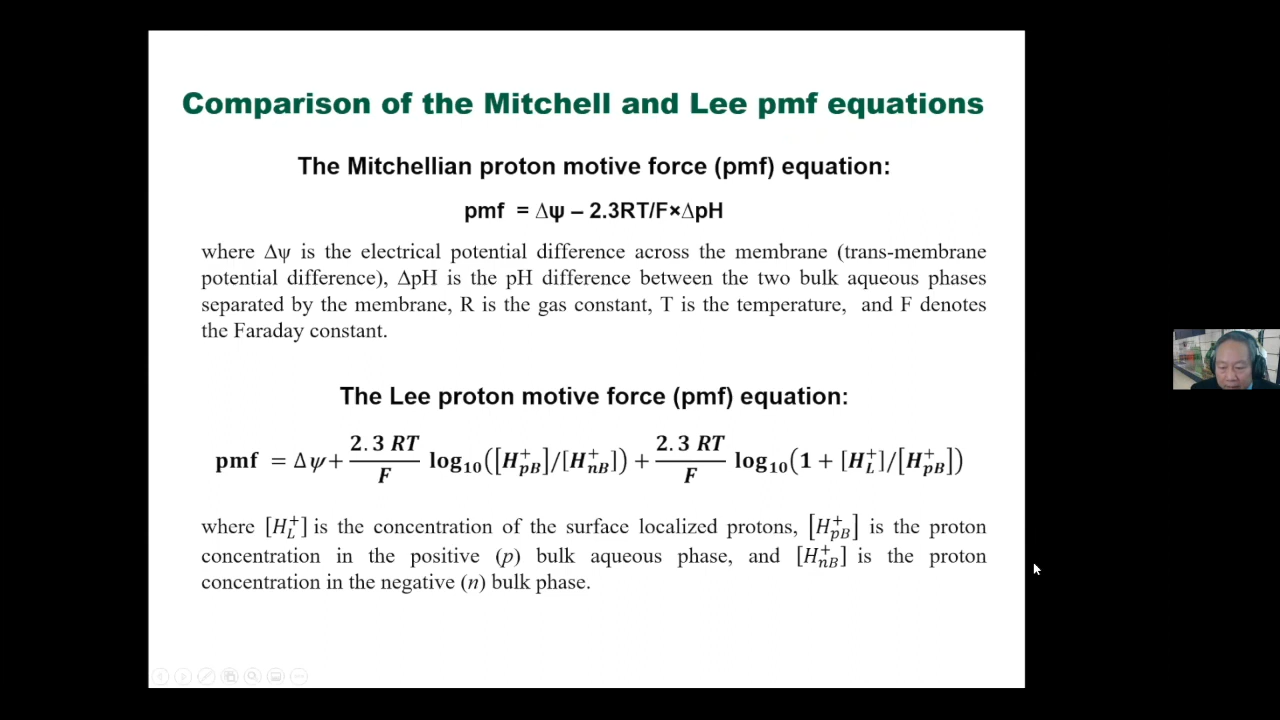 Comparison of the Mitchell and Lee pmf equations
The Mitchellian proton motive force (pmf) equation:
pmf = ∆ψ – 2.3RT/F×∆pH
where Δψ is the electrical potential difference across the membrane (trans-membrane
potential difference), ΔpH is the pH difference between the two bulk aqueous phases
separated by the membrane, R is the gas constant, T is the temperature, and F denotes
the Faraday constant.
The Lee proton motive force (pmf) equation:
pmf = ∆ψ + 2.3 RT/F log₁₀([H⁺pB]/[H⁺nB]) + 2.3 RT/F log₁₀(1 + [H⁺L]/[H⁺pB])
where [H⁺L] is the concentration of the surface localized protons, [H⁺pB] is the proton
concentration in the positive (p) bulk aqueous phase, and [H⁺nB] is the proton
concentration in the negative (n) bulk phase.